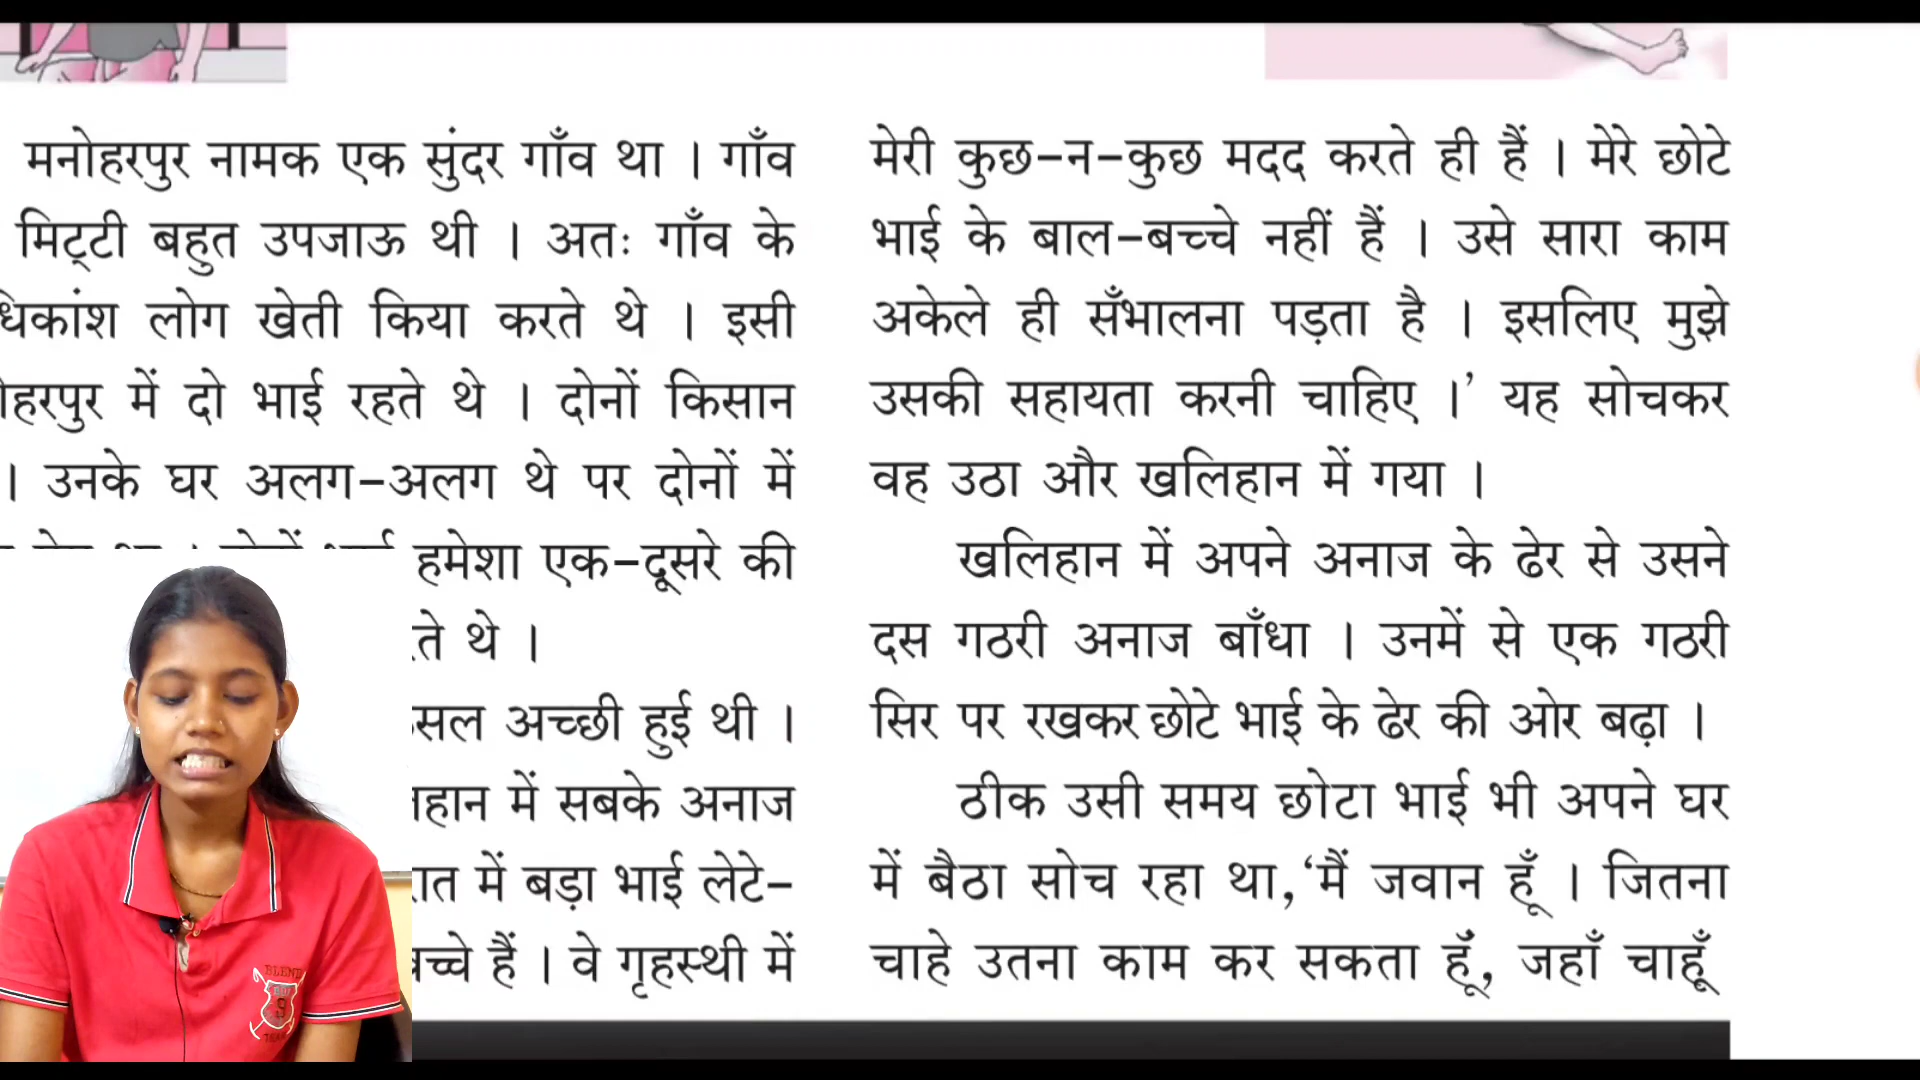 मनोहरपुर नामक एक सुंदर गाँव था । गाँव
मिट्‌टी बहुत उपजाऊ थी । अतः गाँव के
लोग खेती किया करते थे । इसी
में दो भाई रहते थे । दोनों किसान
। उनके घर अलग-अलग थे पर दोनों में
हमेशा एक-दूसरे की
थे ।
अच्छी हुई थी ।
में सबके अनाज
में बड़ा भाई लेटे-
हैं । वे गृहस्थी में
मेरी कुछ-न-कुछ मदद करते ही हैं । मेरे छोटे
भाई के बाल-बच्चे नहीं हैं । उसे सारा काम
अकेले ही सँभालना पड़ता है । इसलिए मुझे
उसकी सहायता करनी चाहिए ।’ यह सोचकर
वह उठा और खलिहान में गया ।
खलिहान में अपने अनाज के ढेर से उसने
दस गठरी अनाज बाँधा । उनमें से एक गठरी
सिर पर रखकर छोटे भाई के ढेर की ओर बढ़ा ।
ठीक उसी समय छोटा भाई भी अपने घर
में बैठा सोच रहा था,‘मैं जवान हूँ । जितना
चाहे उतना काम कर सकता हूँ, जहाँ चाहूँ
BLEND
9